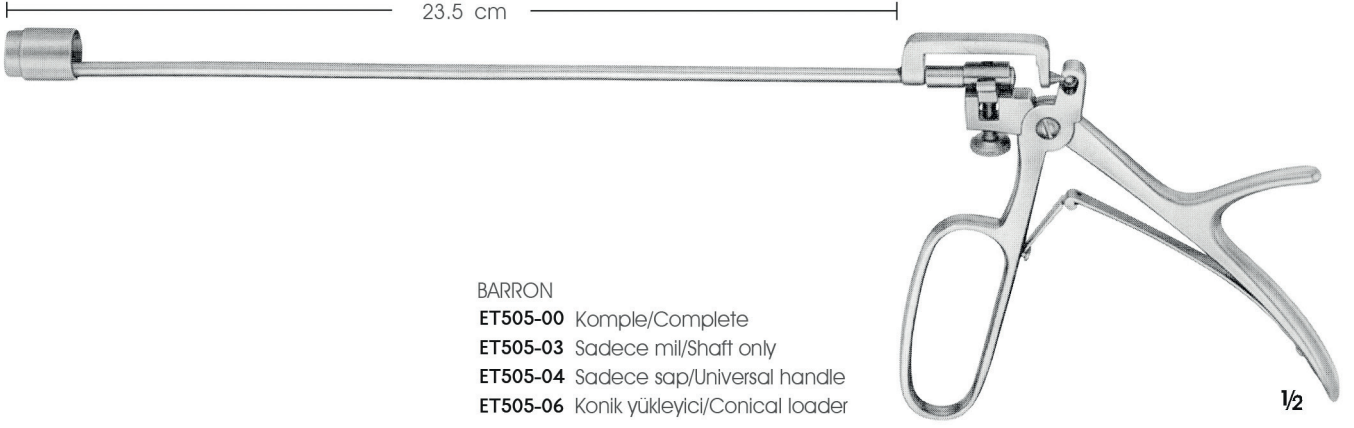 23.5 cm
BARRON
ET505-00 Komple/Complete
ET505-03 Sadece mil/Shaft only
ET505-04 Sadece sap/Universal handle
ET505-06 Konik yükleyici/Conical loader
1/2